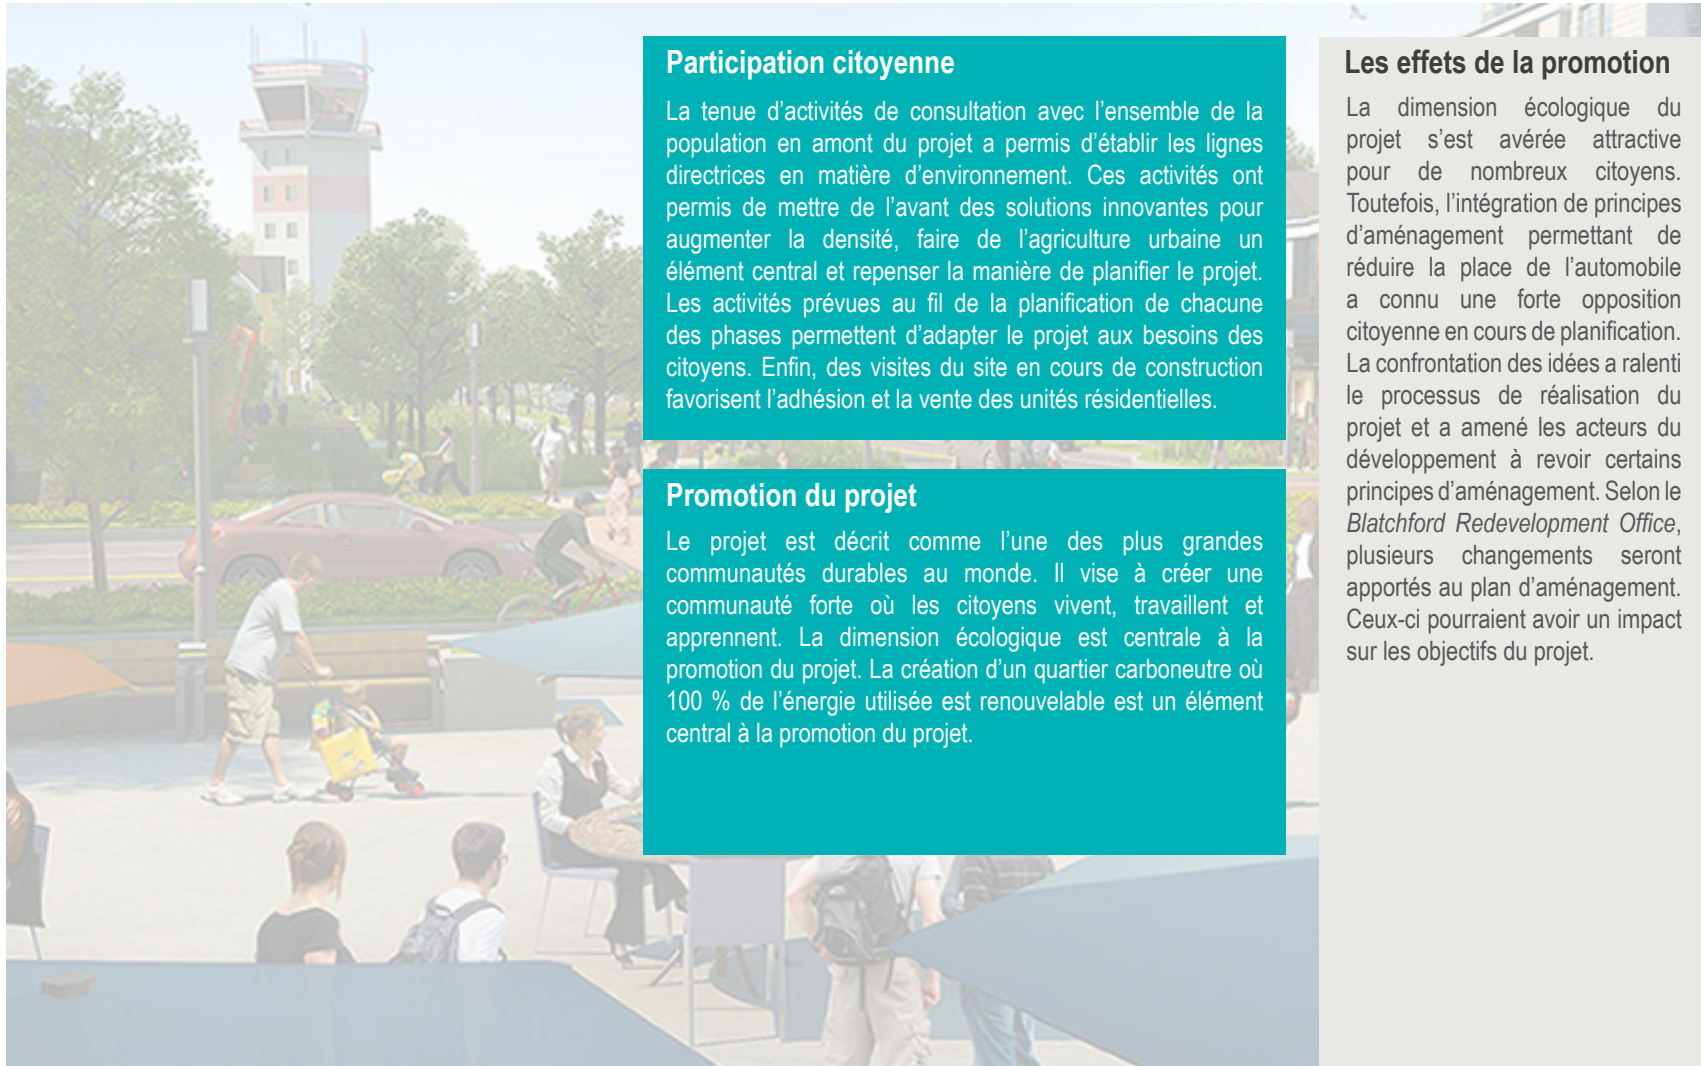 Participation citoyenne
La tenue d’activités de consultation avec l’ensemble de la
population en amont du projet a permis d’établir les lignes
directrices en matière d’environnement. Ces activités ont
permis de mettre de l’avant des solutions innovantes pour
augmenter la densité, faire de l’agriculture urbaine un
élément central et repenser la manière de planifier le projet.
Les activités prévues au fil de la planification de chacune
des phases permettent d’adapter le projet aux besoins des
citoyens. Enfin, des visites du site en cours de construction
favorisent l’adhésion et la vente des unités résidentielles.
Promotion du projet
Le projet est décrit comme l’une des plus grandes
communautés durables au monde. Il vise à créer une
communauté forte où les citoyens vivent, travaillent et
apprennent. La dimension écologique est centrale à la
promotion du projet. La création d’un quartier carboneutre où
100 % de l’énergie utilisée est renouvelable est un élément
central à la promotion du projet.
Les effets de la promotion
La dimension écologique du
projet s’est avérée attractive
pour de nombreux citoyens.
Toutefois, l’intégration de principes
d’aménagement permettant de
réduire la place de l’automobile
a connu une forte opposition
citoyenne en cours de planification.
La confrontation des idées a ralenti
le processus de réalisation du
projet et a amené les acteurs du
développement à revoir certains
principes d’aménagement. Selon le
Blatchford Redevelopment Office,
plusieurs changements seront
apportés au plan d’aménagement.
Ceux-ci pourraient avoir un impact
sur les objectifs du projet.